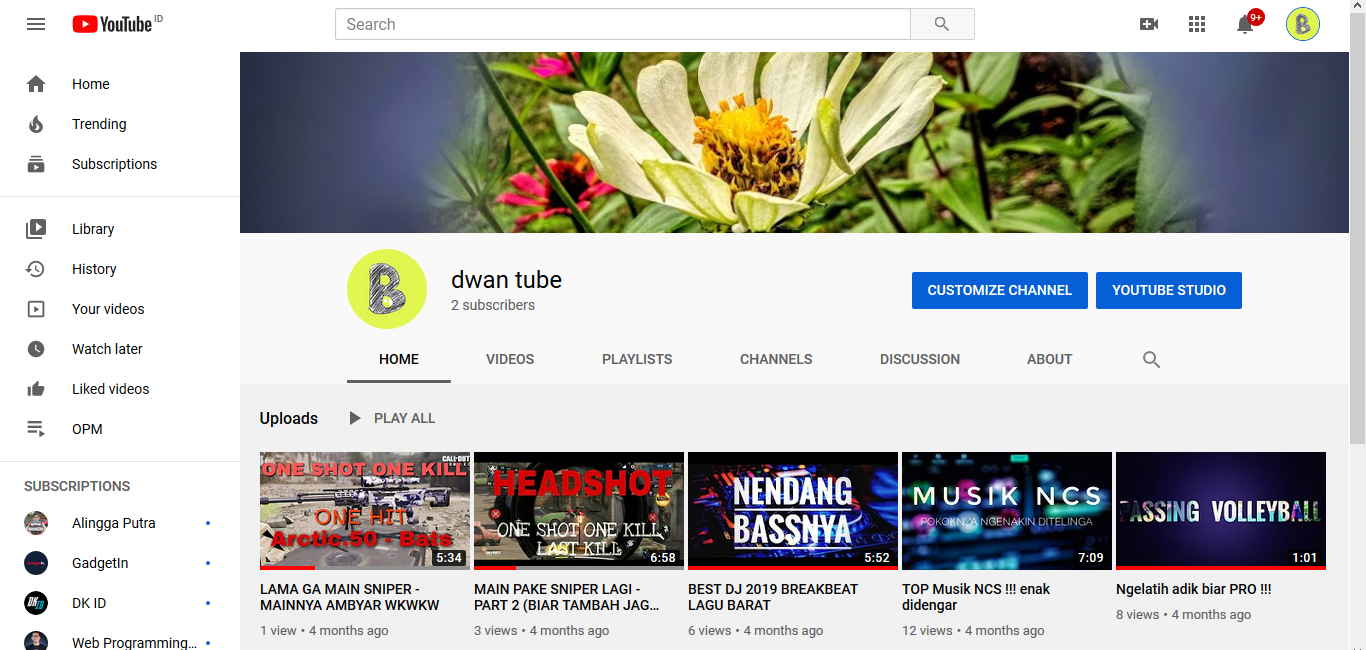 YouTube ID
Search
9+
Home
Trending
Subscriptions
Library
History
Your videos
Watch later
Liked videos
OPM
SUBSCRIPTIONS
Alingga Putra
GadgetIn
DK ID
Web Programming...
B
dwan tube
2 subscribers
CUSTOMIZE CHANNEL
YOUTUBE STUDIO
HOME
VIDEOS
PLAYLISTS
CHANNELS
DISCUSSION
ABOUT
Uploads
PLAY ALL
CALL OF DUTY
ONE SHOT ONE KILL
ONE HIT
Arctic.50 - Bats
5:34
LAMA GA MAIN SNIPER -
MAINNYA AMBYAR WKWKW
1 view • 4 months ago
HEADSHOT
ONE SHOT ONE KILL
LAST KILL
6:58
MAIN PAKE SNIPER LAGI -
PART 2 (BIAR TAMBAH JAG...
3 views • 4 months ago
NENDANG
BASSNYA
5:52
BEST DJ 2019 BREAKBEAT
LAGU BARAT
6 views • 4 months ago
MUSIK NCS
POKOKNYA NGENAKIN DITELINGA
7:09
TOP Musik NCS !!! enak
didengar
12 views • 4 months ago
PASSING VOLLEYBALL
1:01
Ngelatih adik biar PRO !!!
8 views • 4 months ago